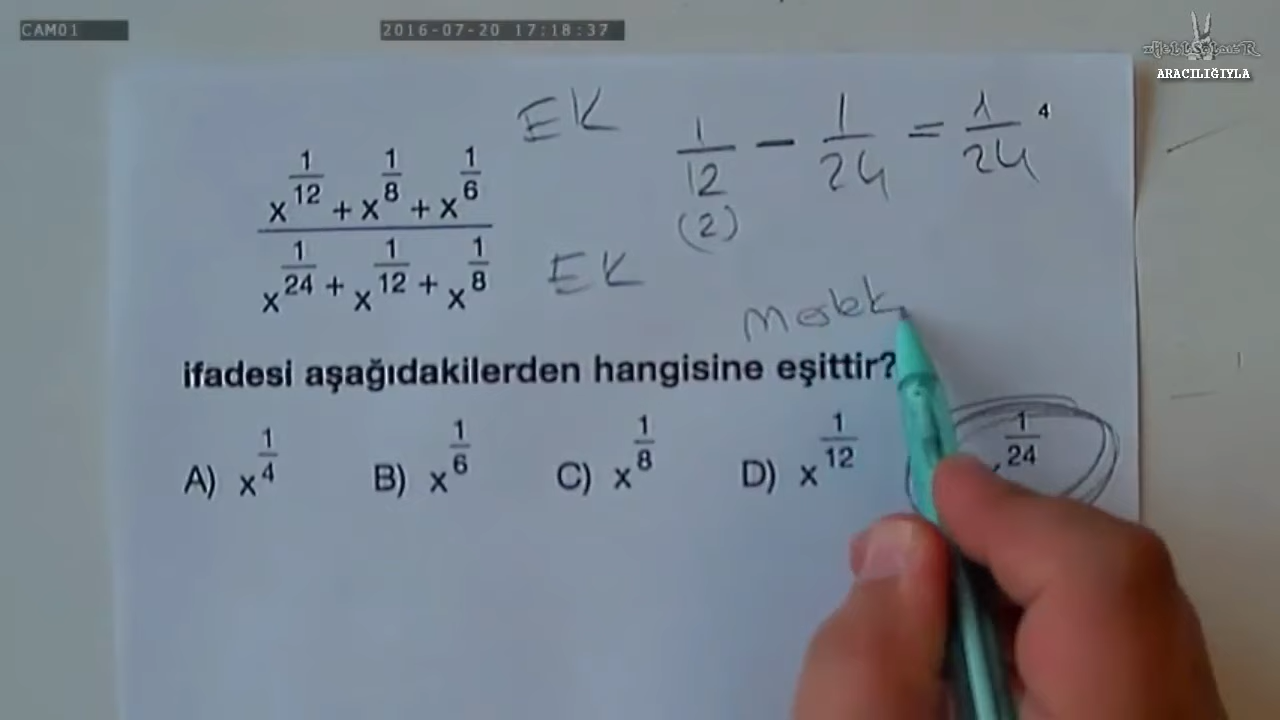 CAM01
2016-07-20 17:18:37
HELLSOLVER
ARACILIĞIYLA
EK
1/12 - 1/24 = 1/24
(2)
4
x^(1/12) + x^(1/8) + x^(1/6)
x^(1/24) + x^(1/12) + x^(1/8)
EK
ifadesi aşağıdakilerden hangisine eşittir?
A) x^(1/4) B) x^(1/6) C) x^(1/8) D) x^(1/12) 1/24